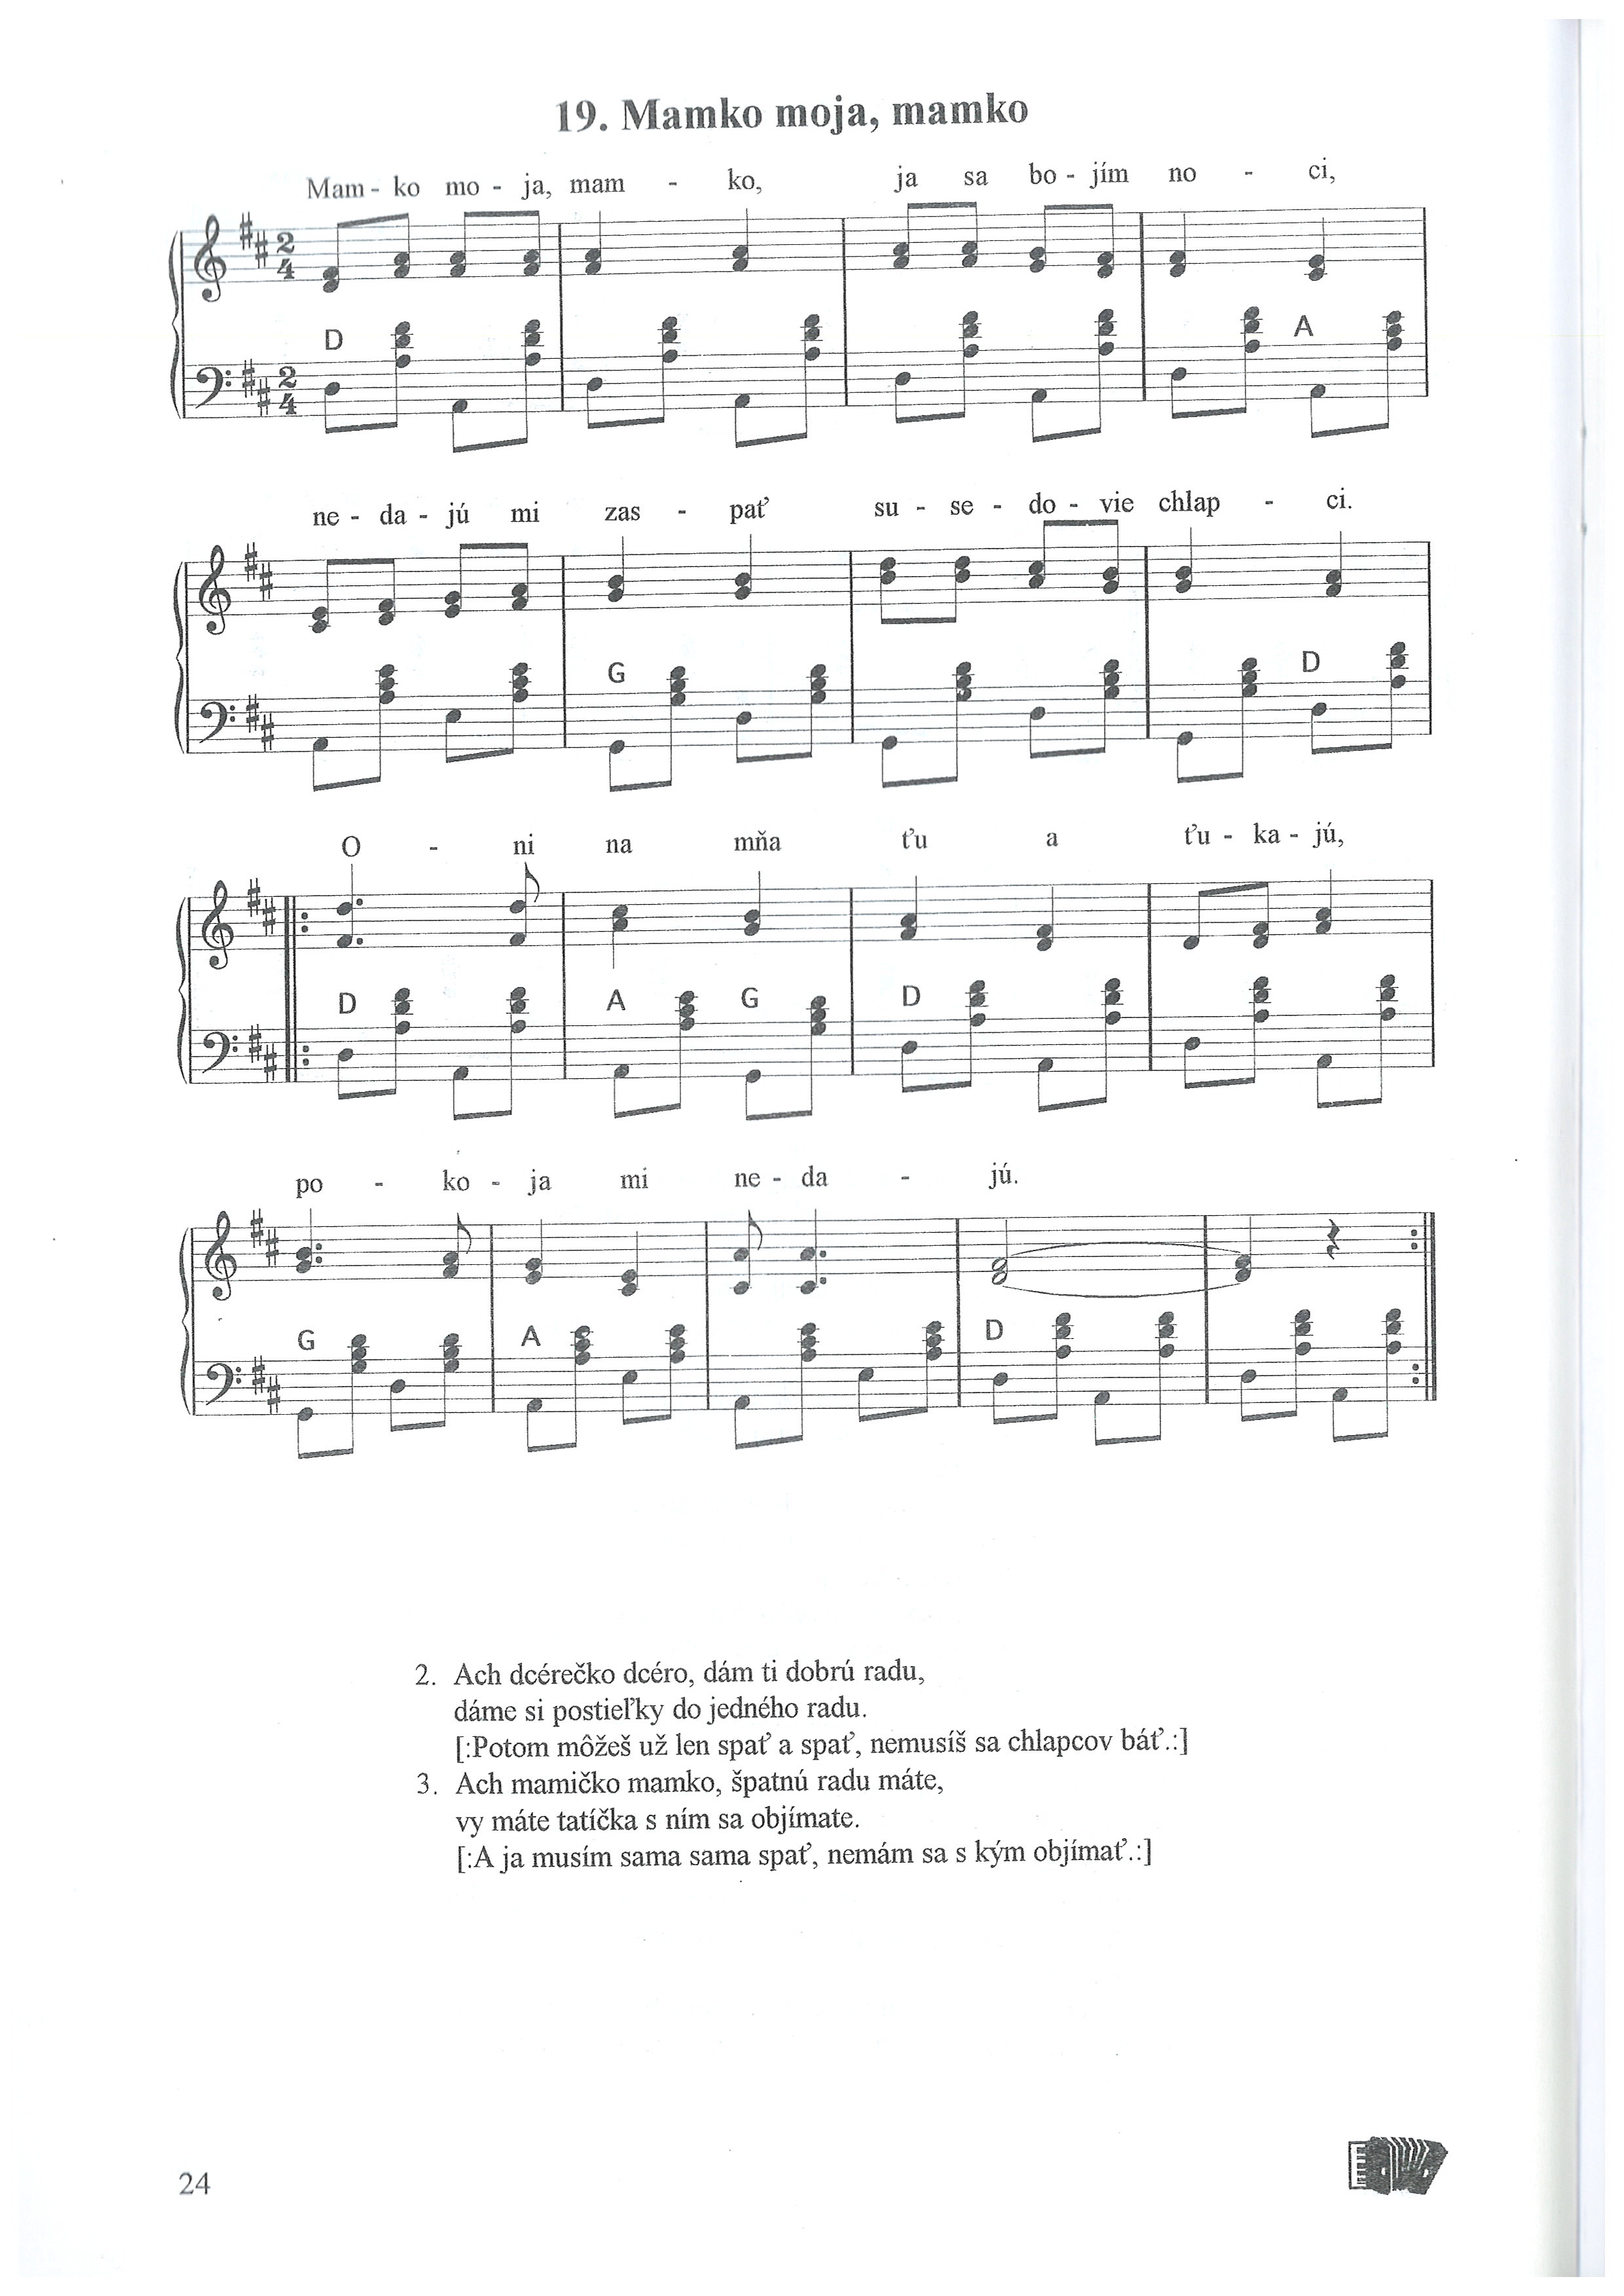 19. Mamko moja, mamko
Mam - ko mo - ja, mam - ko, ja sa bo - jím no - ci,
2 4
D A
2 4
ne - da - jú mi zas - pať su - se - do - vie chlap - ci.
G D
O - ni na mňa ťu a ťu - ka - jú,
D A G D
po - ko - ja mi ne - da - jú.
G A D
2. Ach dcérečko dcéro, dám ti dobrú radu,
dáme si postieľky do jedného radu.
[:Potom môžeš už len spať a spať, nemusíš sa chlapcov báť.:]
3. Ach mamičko mamko, špatnú radu máte,
vy máte tatíčka s ním sa objímate.
[:A ja musím sama sama spať, nemám sa s kým objímať.:]
24